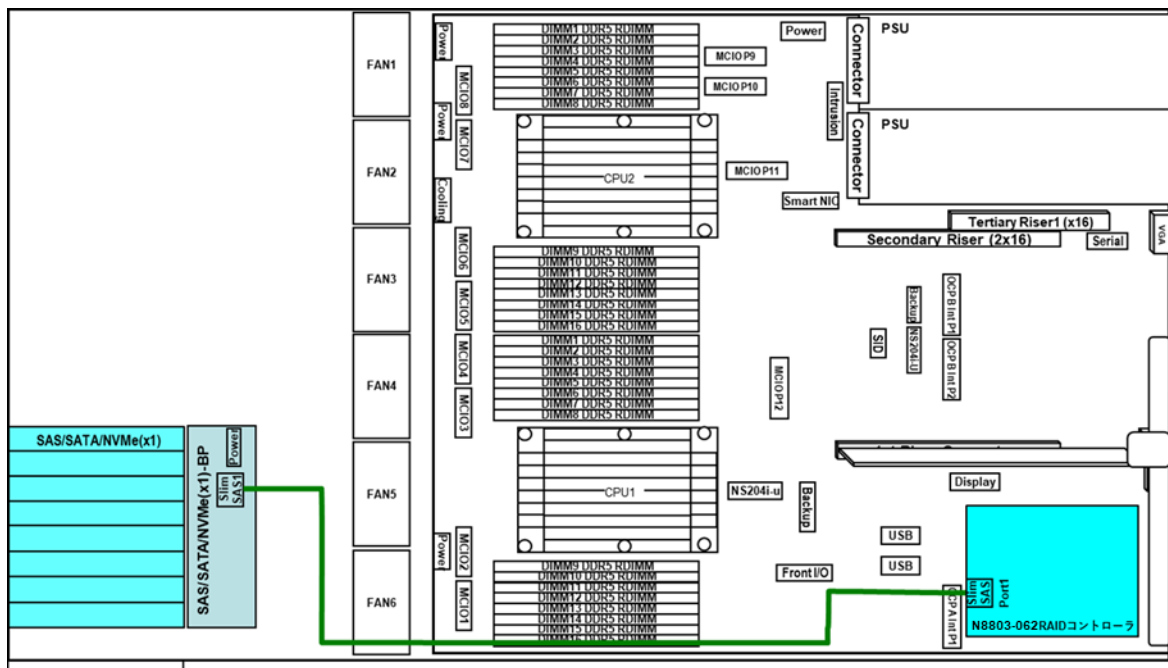 FAN1
FAN2
FAN3
FAN4
FAN5
FAN6
Power
MCIO8
Power
MCIO7
Cooling
MCIO6
MCIO5
MCIO4
MCIO3
Power
MCIO2
MCIO1
DIMM1 DDR5 RDIMM
DIMM2 DDR5 RDIMM
DIMM3 DDR5 RDIMM
DIMM4 DDR5 RDIMM
DIMM5 DDR5 RDIMM
DIMM6 DDR5 RDIMM
DIMM7 DDR5 RDIMM
DIMM8 DDR5 RDIMM
CPU2
DIMM9 DDR5 RDIMM
DIMM10 DDR5 RDIMM
DIMM11 DDR5 RDIMM
DIMM12 DDR5 RDIMM
DIMM13 DDR5 RDIMM
DIMM14 DDR5 RDIMM
DIMM15 DDR5 RDIMM
DIMM16 DDR5 RDIMM
DIMM1 DDR5 RDIMM
DIMM2 DDR5 RDIMM
DIMM3 DDR5 RDIMM
DIMM4 DDR5 RDIMM
DIMM5 DDR5 RDIMM
DIMM6 DDR5 RDIMM
DIMM7 DDR5 RDIMM
DIMM8 DDR5 RDIMM
CPU1
DIMM9 DDR5 RDIMM
DIMM10 DDR5 RDIMM
DIMM11 DDR5 RDIMM
DIMM12 DDR5 RDIMM
DIMM13 DDR5 RDIMM
DIMM14 DDR5 RDIMM
DIMM15 DDR5 RDIMM
DIMM16 DDR5 RDIMM
MCIO P9
MCIO P10
MCIO P11
MCIO P12
Power
Intrusion
Connector
PSU
Connector
PSU
Smart NIC
Tertiary Riser1 (x16)
Secondary Riser (2x16)
Serial
VGA
Backup
NS204i-U
SID
OCPB Int P1
OCPB Int P2
NS204i-u
Backup
Display
USB
USB
Front I/O
OCPA Int P1
Slim
SAS
Port1
N8803-062RAIDコントローラ
SAS/SATA/NVMe(x1)
SAS/SATA/NVMe(x1)-BP
Power
Slim
SAS1